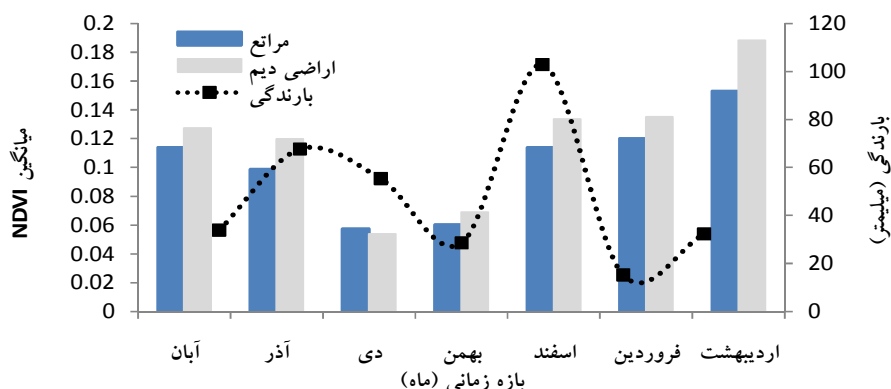 مراتع
اراضی دیم
بارندگی
میانگین NDVI
0.2
0.18
0.16
0.14
0.12
0.1
0.08
0.06
0.04
0.02
0
بارندگی (میلیمتر)
120
100
80
60
40
20
0
آبان آذر دی بهمن اسفند فروردین اردیبهشت
بازه زمانی (ماه)